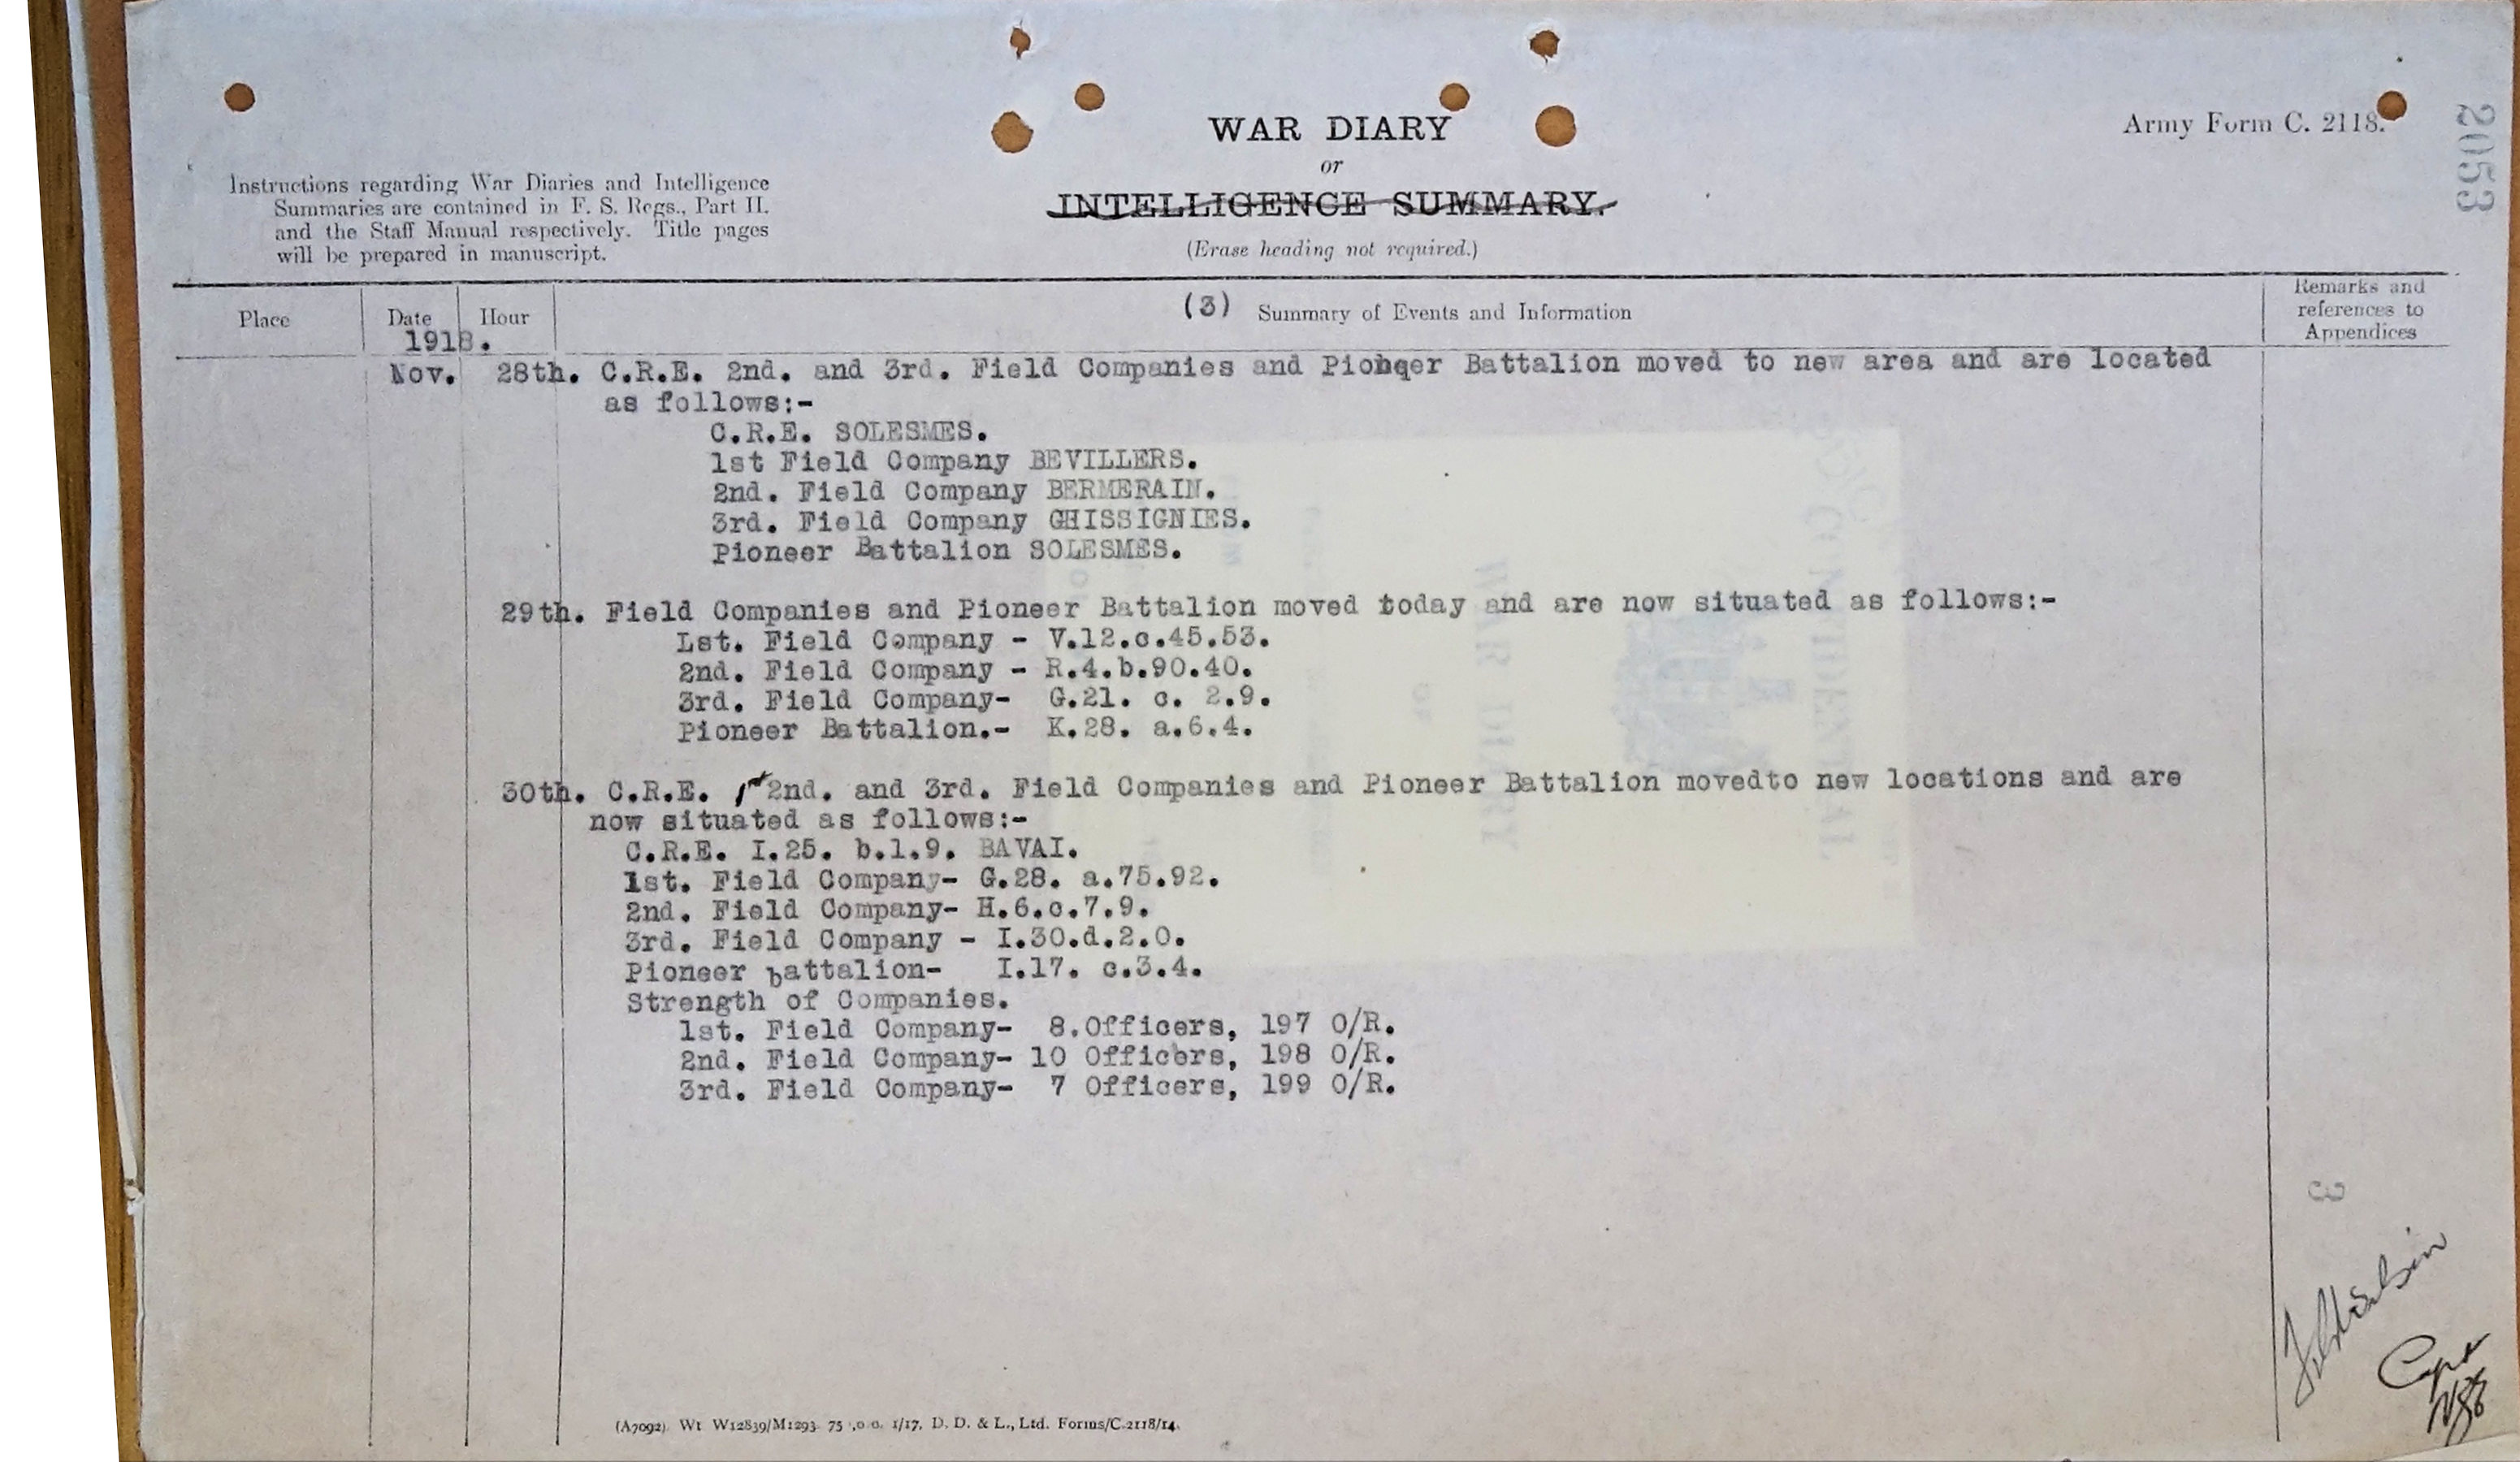 Army Form C. 2118.
2053
WAR DIARY
or
INTELLIGENCE SUMMARY.
(Erase heading not required.)
Instructions regarding War Diaries and Intelligence
Summaries are contained in F. S. Regs., Part II.
and the Staff Manual respectively. Title pages
will be prepared in manuscript.
Place Date Hour (3) Summary of Events and Information Remarks and
references to
Appendices
1918.
Nov. 28th. C.R.E. 2nd. and 3rd. Field Companies and Pionqer Battalion moved to new area and are located
as follows:-
C.R.E. SOLESMES.
1st Field Company BEVILLERS.
2nd. Field Company BERMERAIN.
3rd. Field Company GHISSIGNIES.
Pioneer Battalion SOLESMES.
29th. Field Companies and Pioneer Battalion moved today and are now situated as follows:-
Lst. Field Company - V.12.c.45.53.
2nd. Field Company - R.4.b.90.40.
3rd. Field Company- G.21. c. 2.9.
Pioneer Battalion.- K.28. a.6.4.
30th. C.R.E. 1st 2nd. and 3rd. Field Companies and Pioneer Battalion movedto new locations and are
now situated as follows:-
C.R.E. I.25. b.1.9. BAVAI.
1st. Field Company- G.28. a.75.92.
2nd. Field Company- H.6.c.7.9.
3rd. Field Company - I.30.d.2.0.
Pioneer battalion- I.17. c.3.4.
Strength of Companies.
1st. Field Company- 8.Officers, 197 O/R.
2nd. Field Company- 10 Officers, 198 O/R.
3rd. Field Company- 7 Officers, 199 O/R.
3
Capt
(A7092). Wt W12839/M1293 75 ,0 0. 1/17. D. D. & L., Ltd. Forms/C.2118/14.